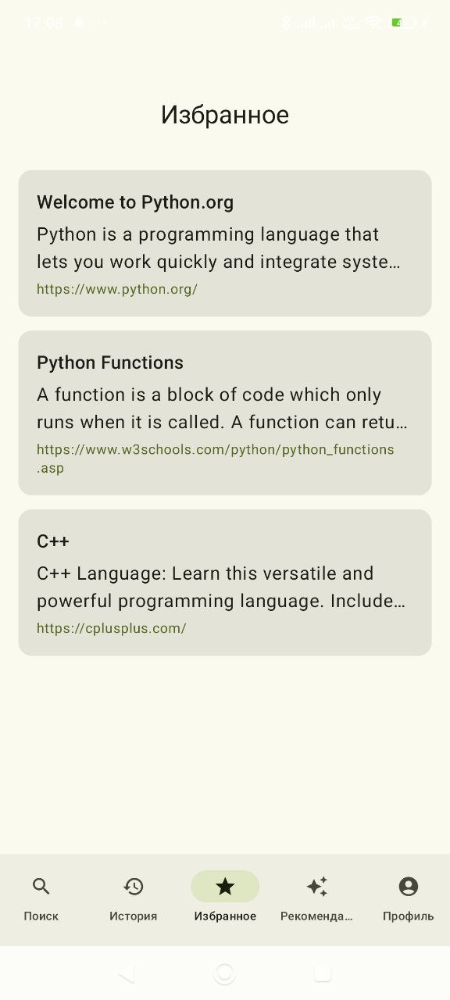 17:08
Избранное
Welcome to Python.org
Python is a programming language that
lets you work quickly and integrate syste…
https://www.python.org/
Python Functions
A function is a block of code which only
runs when it is called. A function can retu…
https://www.w3schools.com/python/python_functions
.asp
C++
C++ Language: Learn this versatile and
powerful programming language. Include…
https://cplusplus.com/
Поиск
История
Избранное
Рекоменда…
Профиль